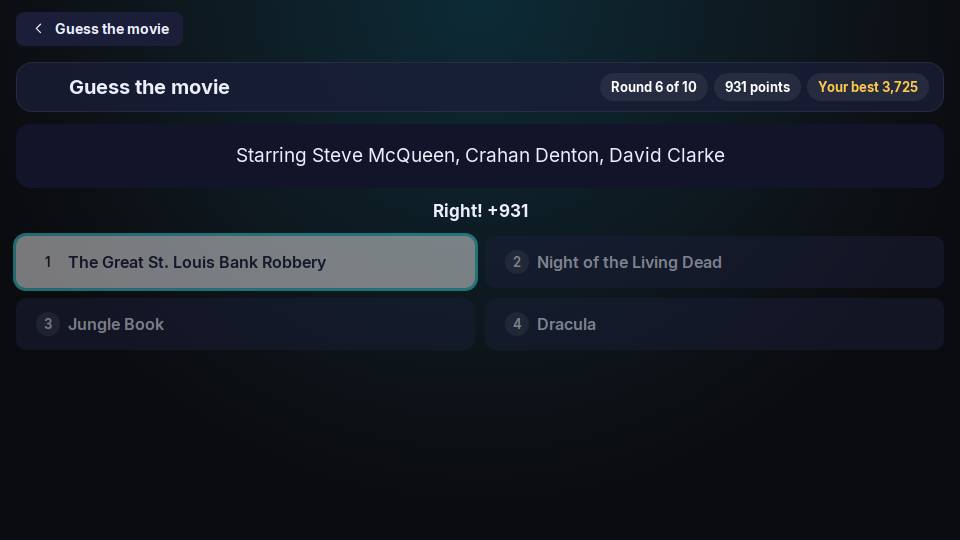 Guess the movie
Guess the movie
Round 6 of 10
931 points
Your best 3,725
Starring Steve McQueen, Crahan Denton, David Clarke
Right! +931
1 The Great St. Louis Bank Robbery
2 Night of the Living Dead
3 Jungle Book
4 Dracula